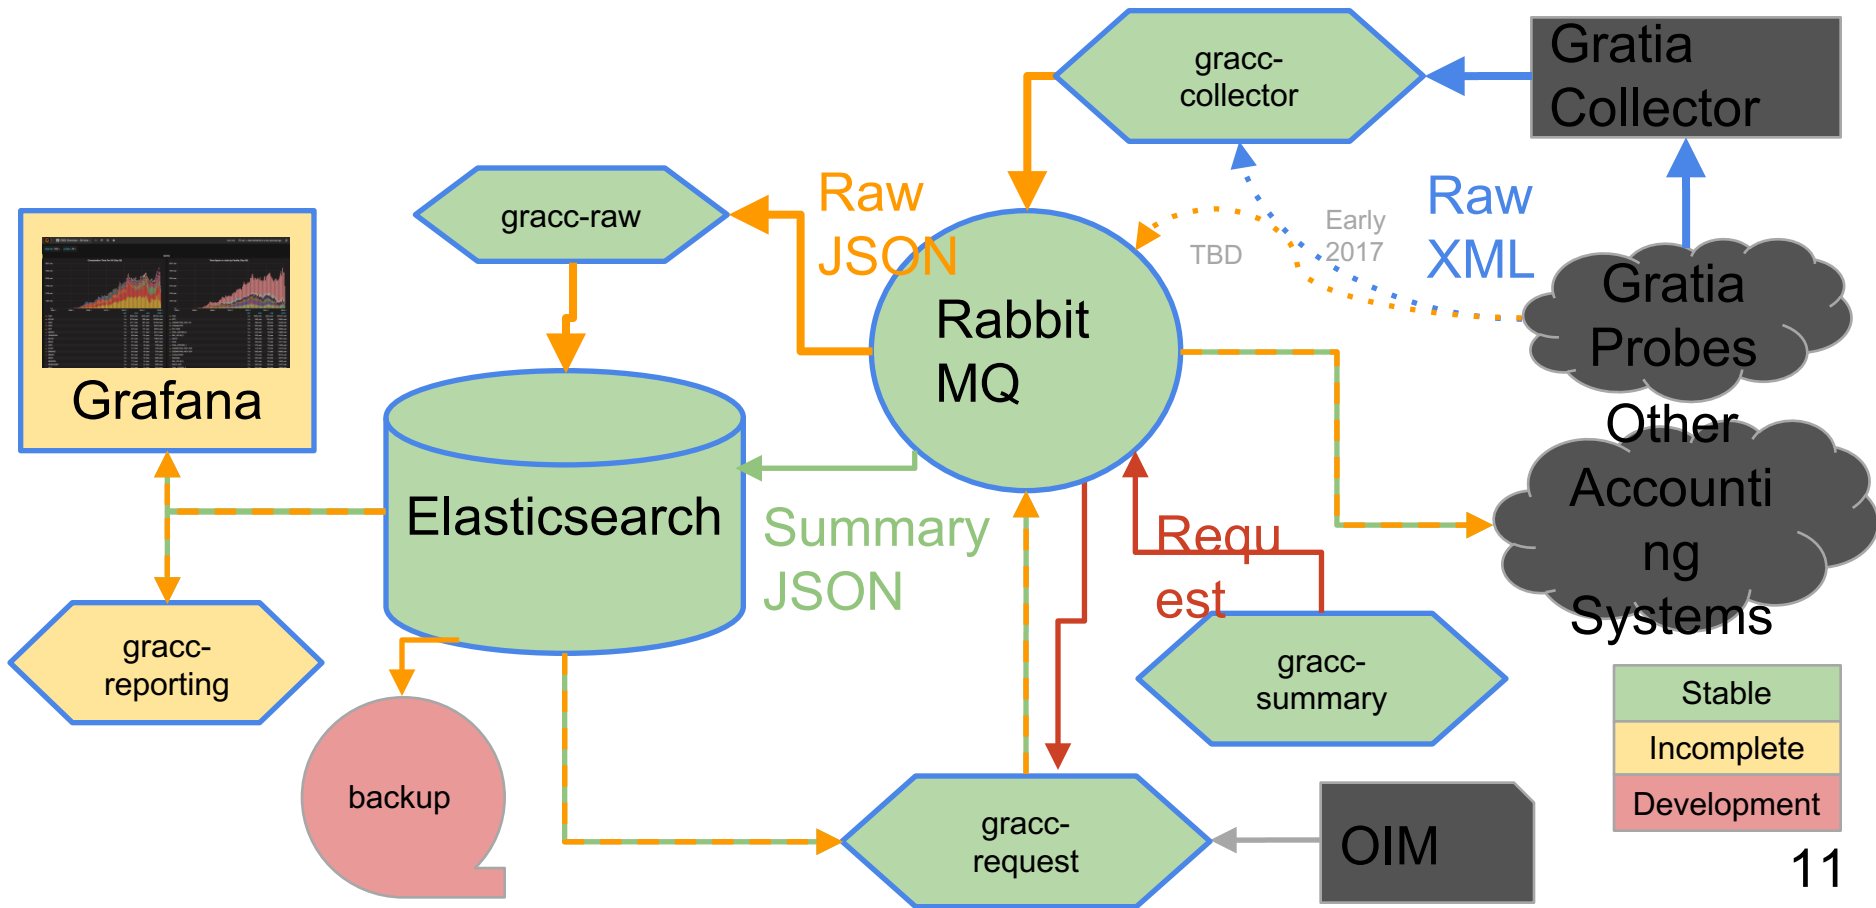 gracc-
collector
Gratia
Collector
gracc-raw
Raw
JSON
TBD
Early
2017
Raw
XML
Gratia
Probes
Grafana
Rabbit
MQ
Other
Accounti
ng
Systems
Elasticsearch
Summary
JSON
Requ
est
gracc-
reporting
gracc-
summary
backup
gracc-
request
OIM
Stable
Incomplete
Development
11